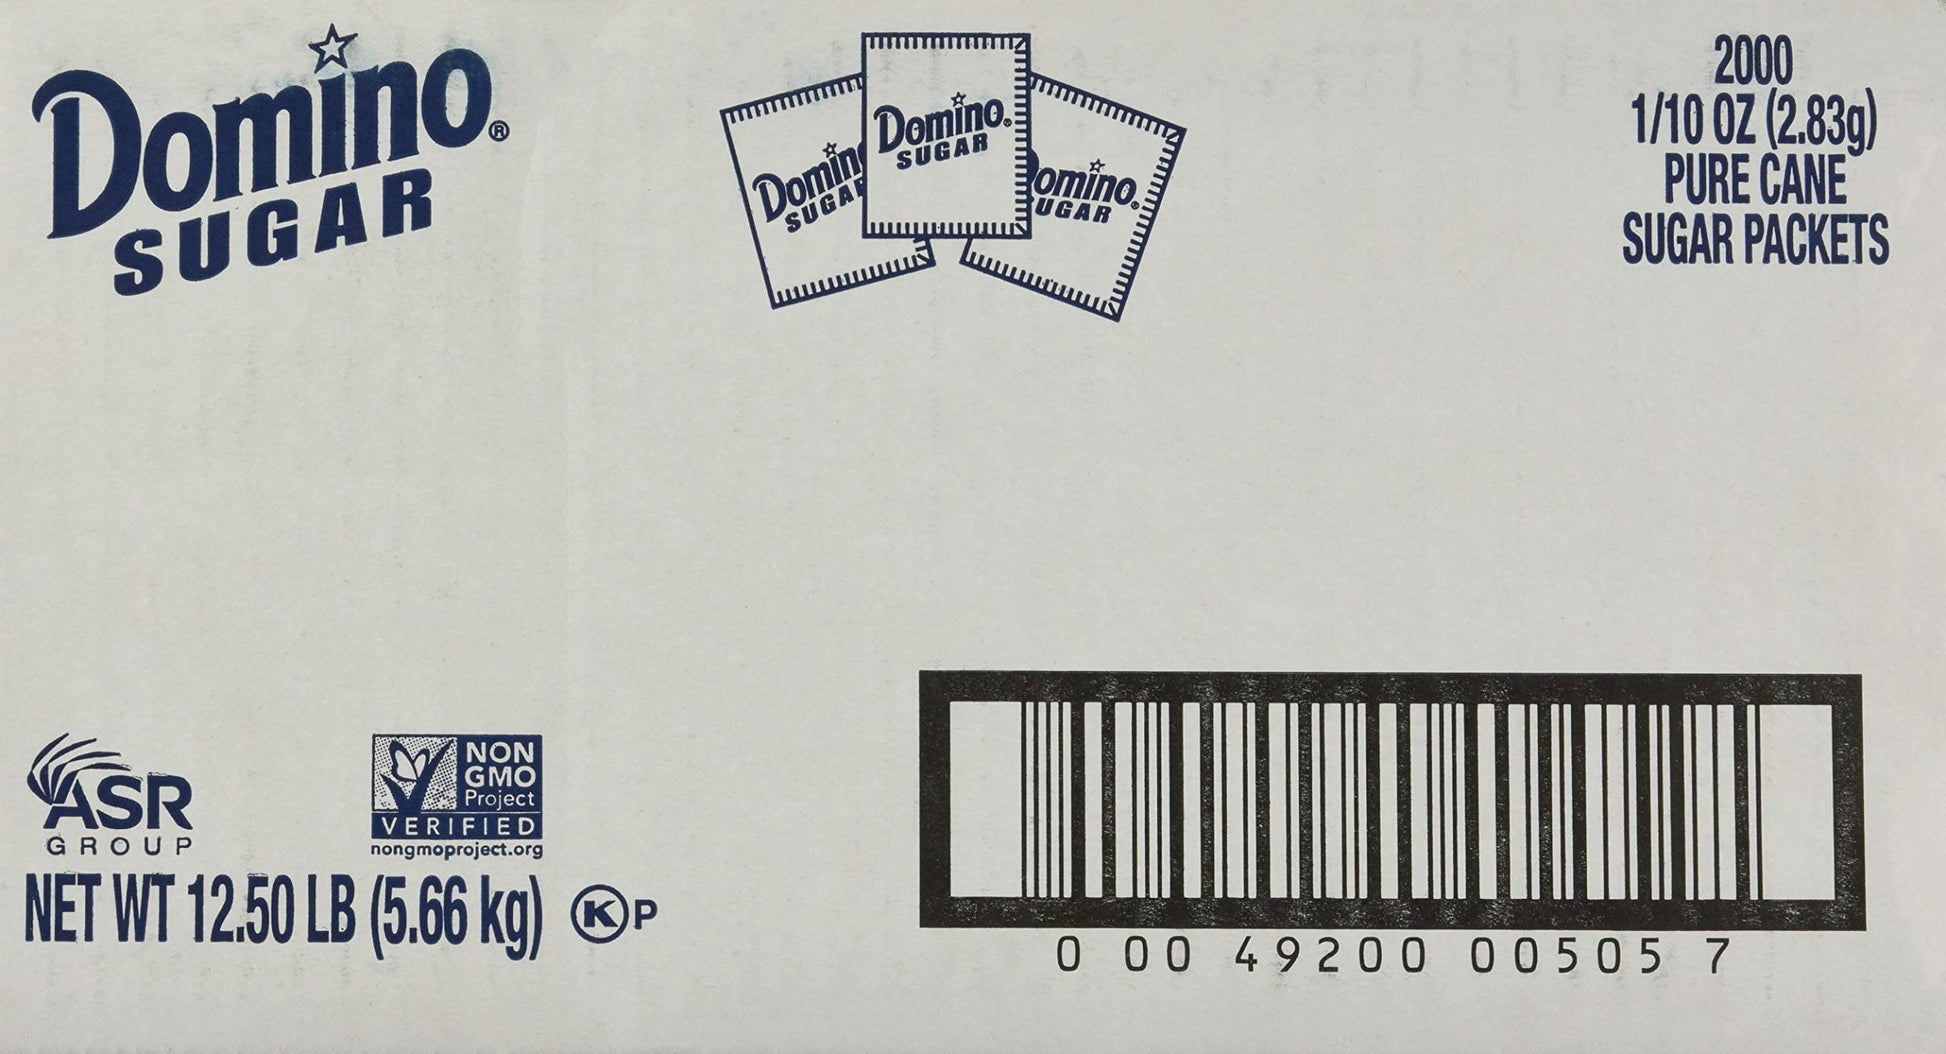 Domino®
SUGAR
Domino
SUGAR
Domino®
SUGAR
Domino®
SUGAR
2000
1/10 OZ (2.83g)
PURE CANE
SUGAR PACKETS
ASR
GROUP
NON
GMO
Project
VERIFIED
nongmoproject.org
NET WT 12.50 LB (5.66 kg) K P
0 00 49200 00505 7